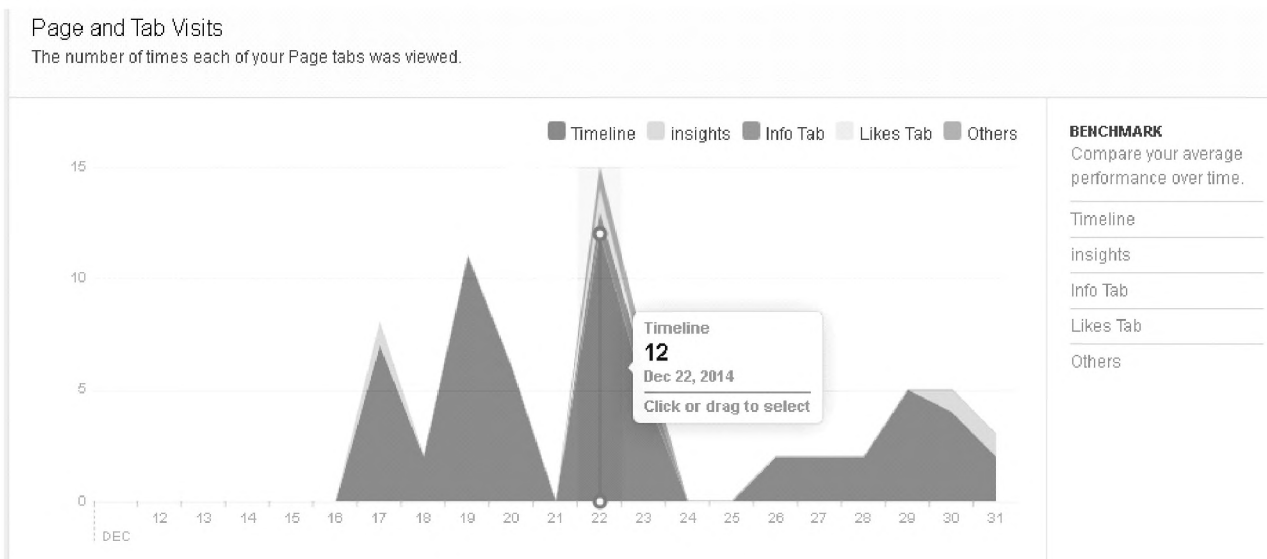 Page and Tab Visits
The number of times each of your Page tabs was viewed.
Timeline insights Info Tab Likes Tab Others
15
10
5
0
Timeline
12
Dec 22, 2014
Click or drag to select
12 13 14 15 16 17 18 19 20 21 22 23 24 25 26 27 28 29 30 31
DEC
BENCHMARK
Compare your average
performance over time.
Timeline
insights
Info Tab
Likes Tab
Others